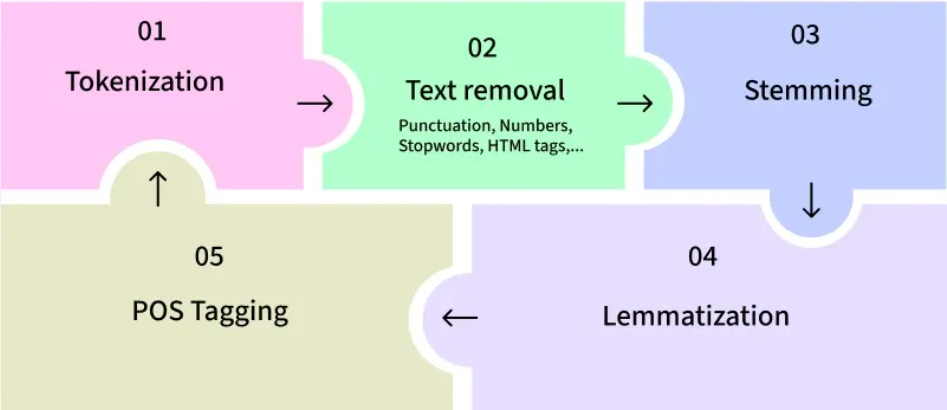 01
Tokenization
02
Text removal
Punctuation, Numbers,
Stopwords, HTML tags,...
03
Stemming
04
Lemmatization
05
POS Tagging